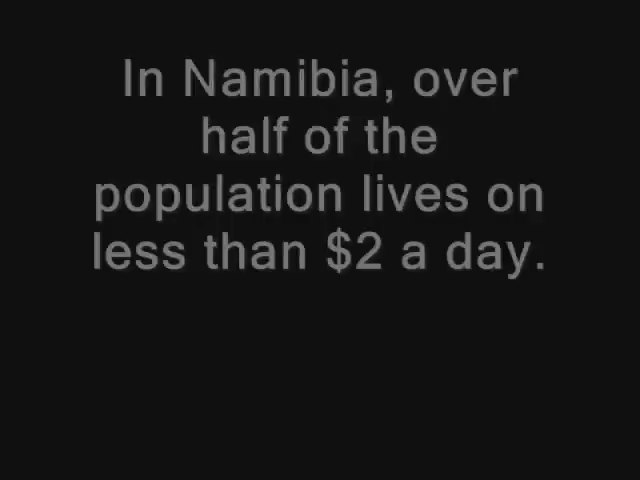 In Namibia, over
half of the
population lives on
less than $2 a day.